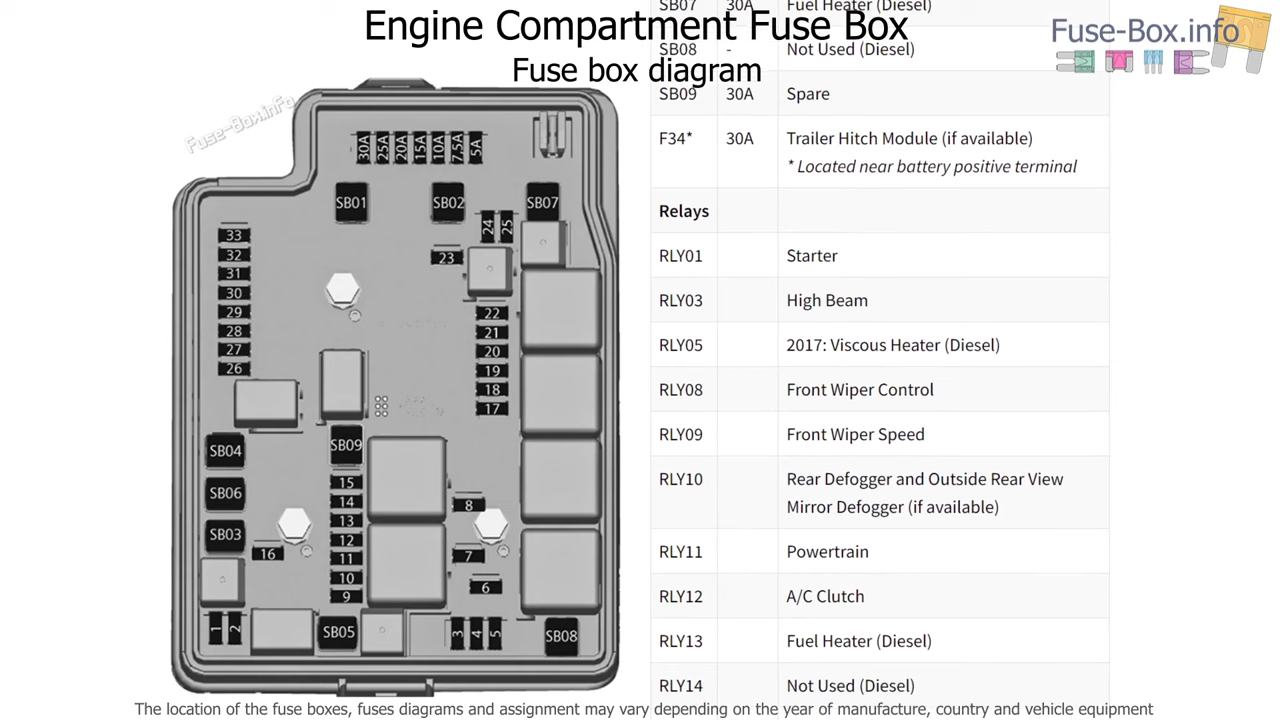 Engine Compartment Fuse Box
Fuse box diagram
Fuse-Box.info
Fuse-Box.info
30A 25A 20A 15A 10A 7.5A 5A
SB01 SB02 SB07
24 25
23
33
32
31
30
29
28
27
26
22
21
20
19
18
17
SB04
SB06
SB03
16
SB09
15
14
13
12
11
10
9
8
7
6
1 2
SB05
3 4 5
SB08
SB07 30A Fuel Heater (Diesel)
SB08 - Not Used (Diesel)
SB09 30A Spare
F34* 30A Trailer Hitch Module (if available)
* Located near battery positive terminal
Relays
RLY01 Starter
RLY03 High Beam
RLY05 2017: Viscous Heater (Diesel)
RLY08 Front Wiper Control
RLY09 Front Wiper Speed
RLY10 Rear Defogger and Outside Rear View
Mirror Defogger (if available)
RLY11 Powertrain
RLY12 A/C Clutch
RLY13 Fuel Heater (Diesel)
RLY14 Not Used (Diesel)
The location of the fuse boxes, fuses diagrams and assignment may vary depending on the year of manufacture, country and vehicle equipment